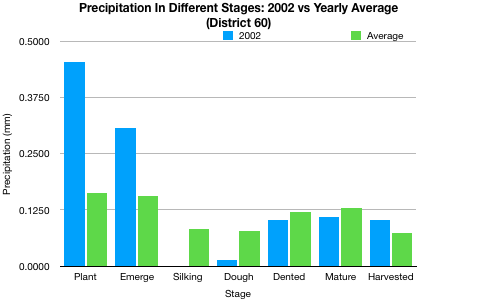 Precipitation In Different Stages: 2002 vs Yearly Average
(District 60)
2002
Average
Precipitation (mm)
0.5000
0.3750
0.2500
0.1250
0.0000
Plant
Emerge
Silking
Dough
Dented
Mature
Harvested
Stage